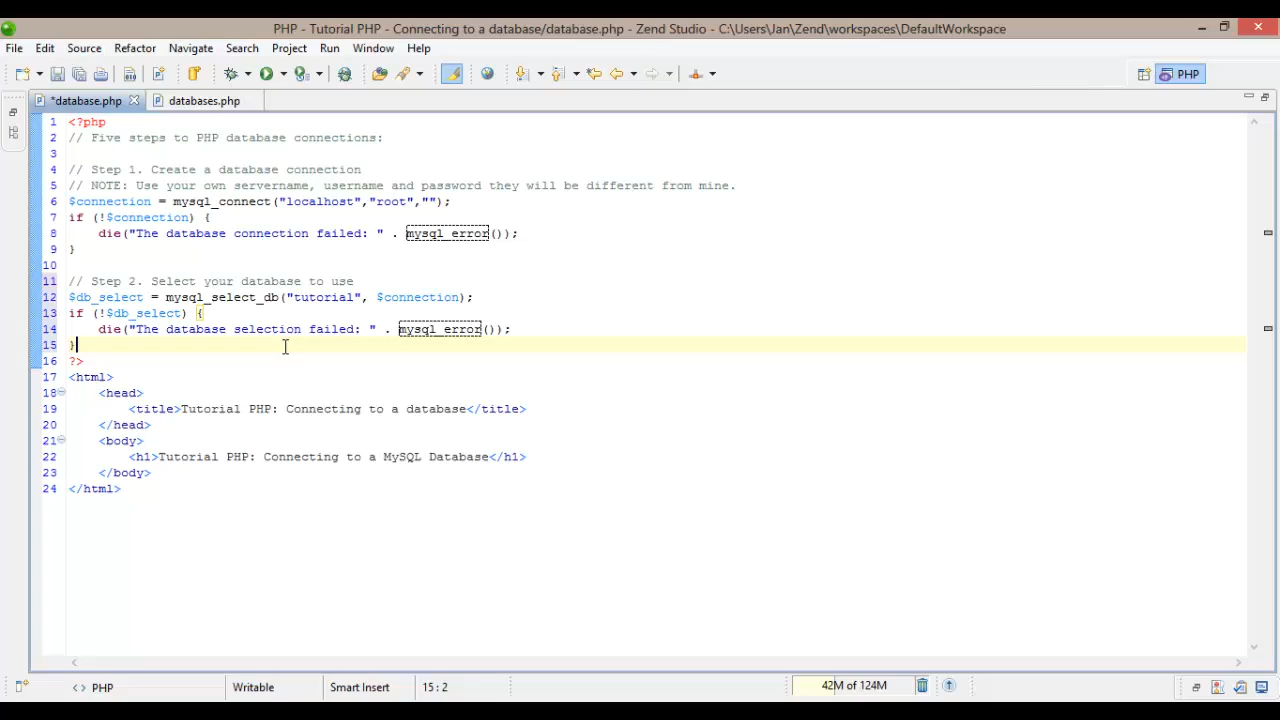 PHP - Tutorial PHP - Connecting to a database/database.php - Zend Studio - C:\Users\Jan\Zend\workspaces\DefaultWorkspace
File Edit Source Refactor Navigate Search Project Run Window Help
PHP
*database.php databases.php
1 <?php
2 // Five steps to PHP database connections:
3
4 // Step 1. Create a database connection
5 // NOTE: Use your own servername, username and password they will be different from mine.
6 $connection = mysql_connect("localhost","root","");
7 if (!$connection) {
8     die("The database connection failed: " . mysql_error());
9 }
10
11 // Step 2. Select your database to use
12 $db_select = mysql_select_db("tutorial", $connection);
13 if (!$db_select) {
14     die("The database selection failed: " . mysql_error());
15 }
16 ?>
17 <html>
18     <head>
19         <title>Tutorial PHP: Connecting to a database</title>
20     </head>
21     <body>
22         <h1>Tutorial PHP: Connecting to a MySQL Database</h1>
23     </body>
24 </html>
<> PHP Writable Smart Insert 15 : 2 42M of 124M